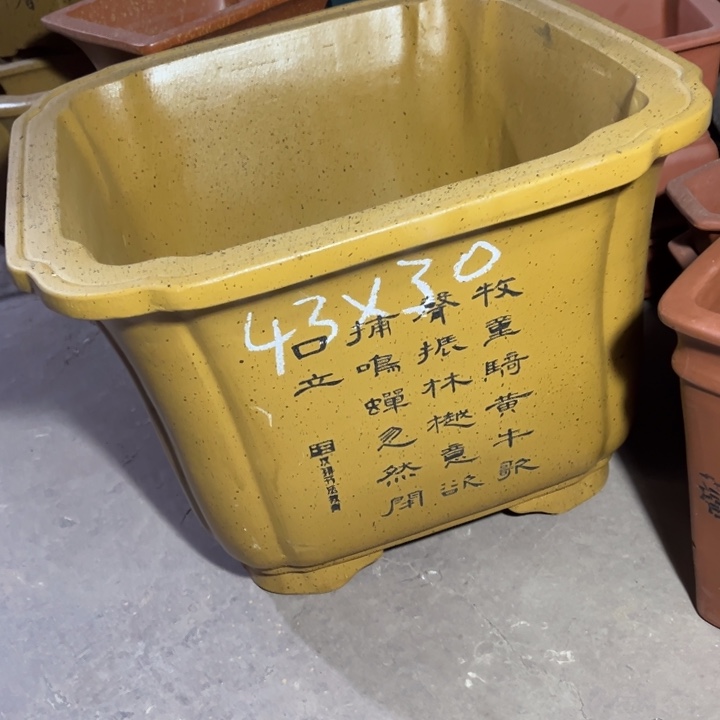 43X30
牧童騎黄牛歌
聲振林樾意欲
捕鳴蟬忽然閉
口立